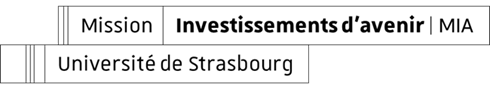 Mission Investissements d'avenir | MIA
Université de Strasbourg